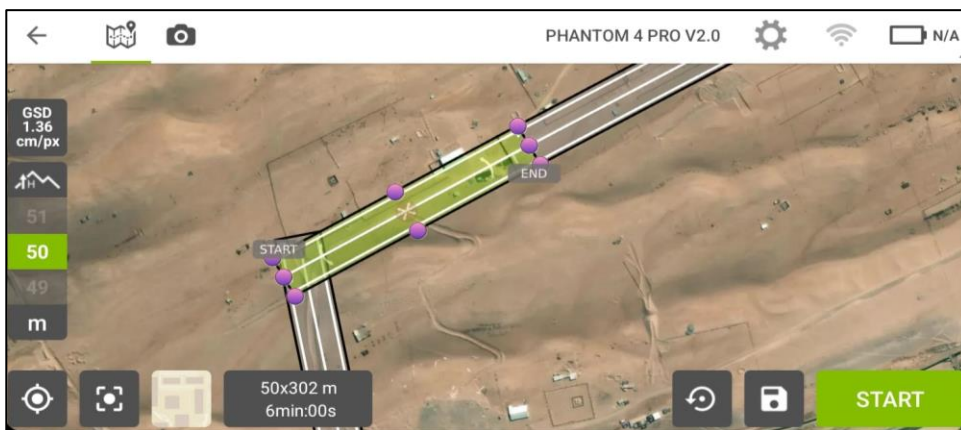 PHANTOM 4 PRO V2.0
N/A
GSD
1.36
cm/px
H
51
50
49
m
END
START
50x302 m
6min:00s
START